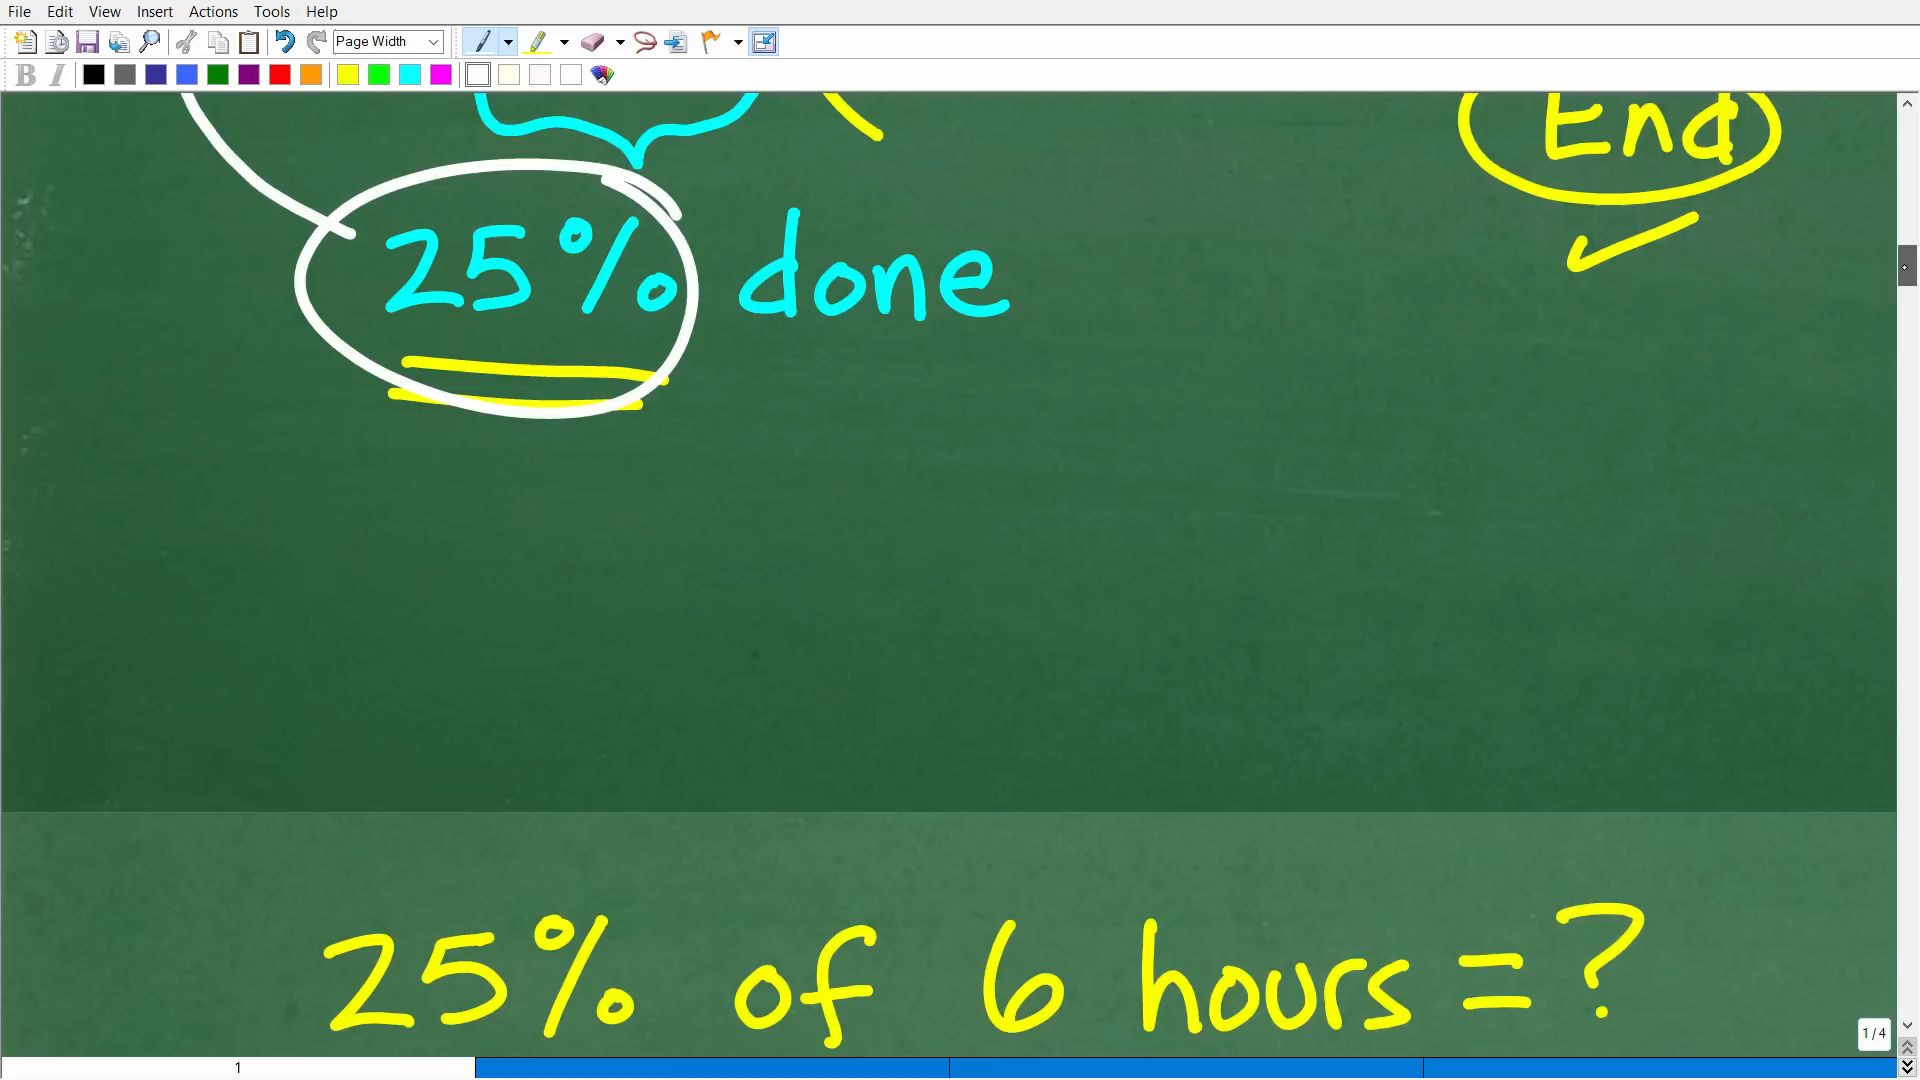 File Edit View Insert Actions Tools Help
Page Width
B I
End
25% done
25% of 6 hours = ?
1 / 4
1